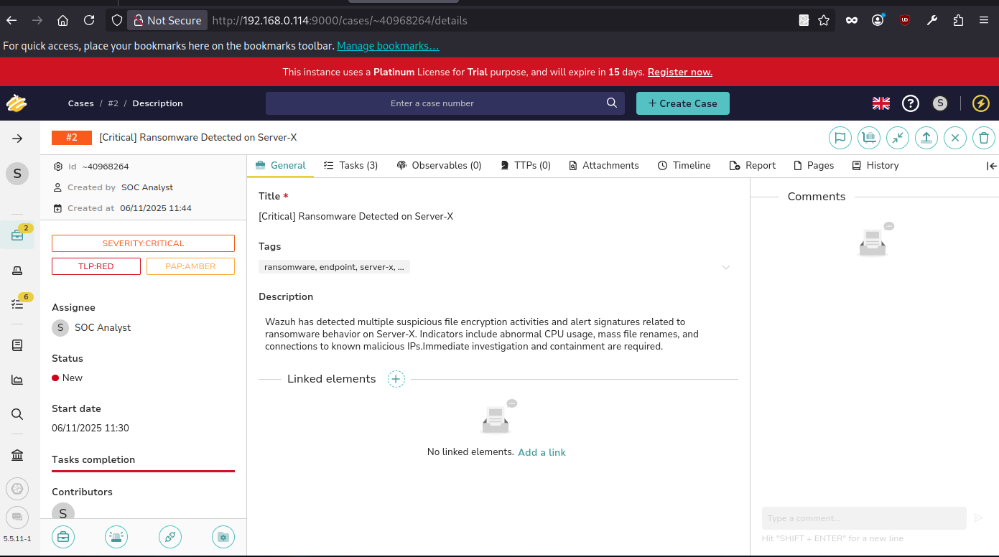 Not Secure http://192.168.0.114:9000/cases/~40968264/details
For quick access, place your bookmarks here on the bookmarks toolbar. Manage bookmarks…
This instance uses a Platinum License for Trial purpose, and will expire in 15 days. Register now.
Cases / #2 / Description
Enter a case number
+ Create Case
S
#2 [Critical] Ransomware Detected on Server-X
S
2
6
5.5.11-1
id ~40968264
Created by SOC Analyst
Created at 06/11/2025 11:44
SEVERITY:CRITICAL
TLP:RED PAP:AMBER
Assignee
S SOC Analyst
Status
New
Start date
06/11/2025 11:30
Tasks completion
Contributors
S
General Tasks (3) Observables (0) TTPs (0) Attachments Timeline Report Pages History
Title *
[Critical] Ransomware Detected on Server-X
Tags
ransomware, endpoint, server-x, ...
Description
Wazuh has detected multiple suspicious file encryption activities and alert signatures related to
ransomware behavior on Server-X. Indicators include abnormal CPU usage, mass file renames, and
connections to known malicious IPs.Immediate investigation and containment are required.
Linked elements +
No linked elements. Add a link
Comments
Type a comment...
Hit "SHIFT + ENTER" for a new line